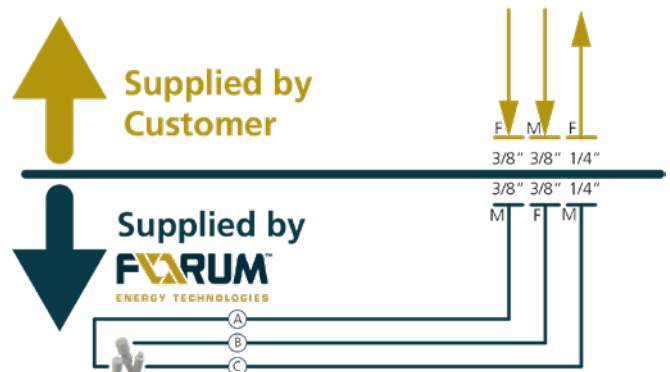 Supplied by
Customer
F M F
3/8" 3/8" 1/4"
3/8" 3/8" 1/4"
M F M
Supplied by
FORUM™
ENERGY TECHNOLOGIES
A
B
C